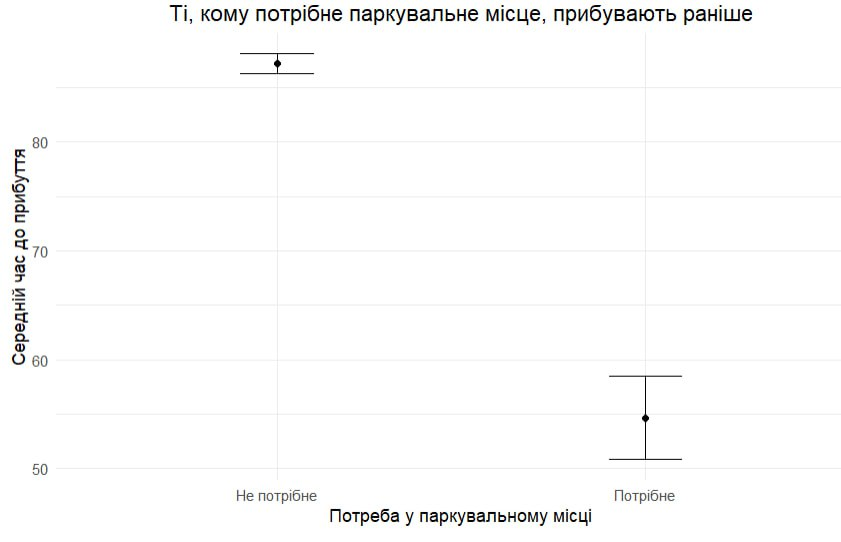 Ті, кому потрібне паркувальне місце, прибувають раніше
Середній час до прибуття
80
70
60
50
Не потрібне
Потрібне
Потреба у паркувальному місці